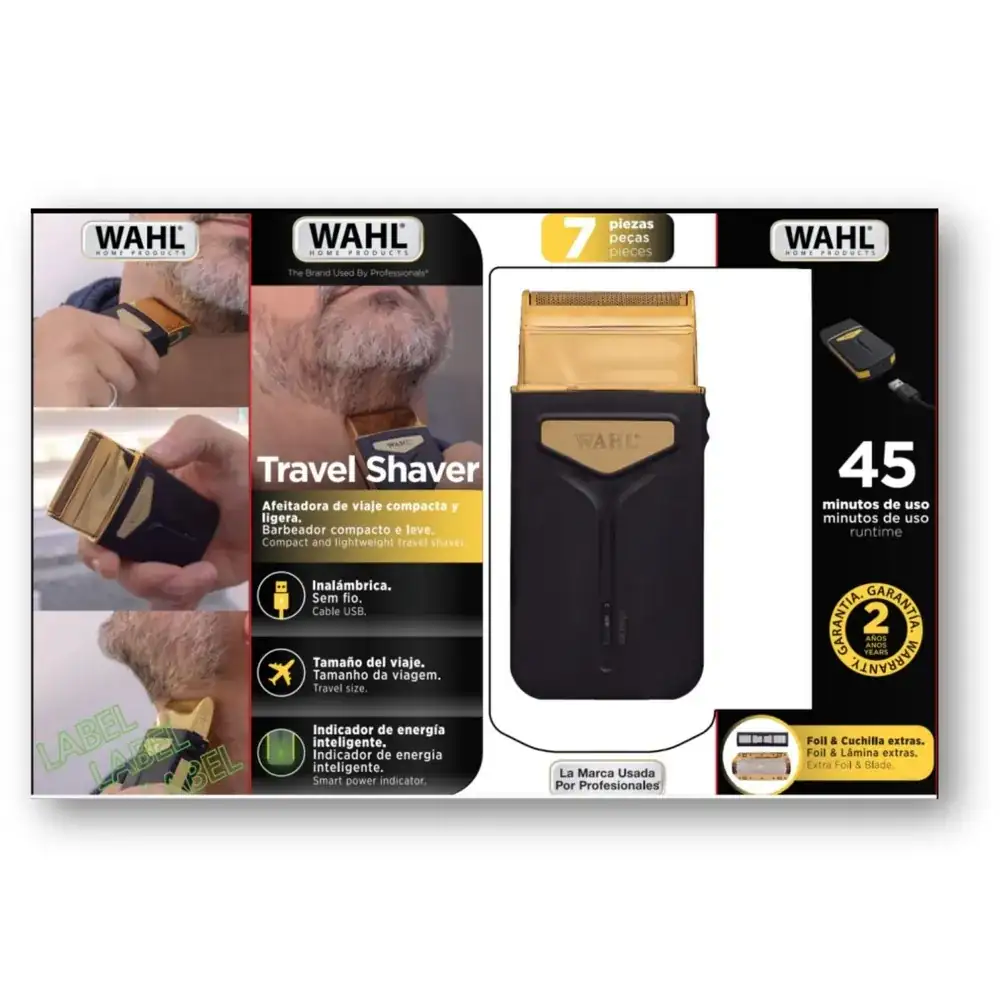 WAHL®
HOME PRODUCTS
LABEL
LABEL
LABEL
WAHL®
HOME PRODUCTS
The Brand Used By Professionals®
Travel Shaver
Afeitadora de viaje compacta y
ligera.
Barbeador compacto e leve.
Compact and lightweight travel shaver.
Inalámbrica.
Sem fio.
Cable USB.
Tamaño del viaje.
Tamanho da viagem.
Travel size.
Indicador de energía
inteligente.
Indicador de energia
inteligente.
Smart power indicator.
7
piezas
peças
pieces
WAHL
La Marca Usada
Por Profesionales
WAHL®
HOME PRODUCTS
45
minutos de uso
minutos de uso
runtime
GARANTIA. GARANTÍA. WARRANTY.
2
AÑOS
ANOS
YEARS
Foil & Cuchilla extras.
Foil & Lâmina extras.
Extra Foil & Blade.